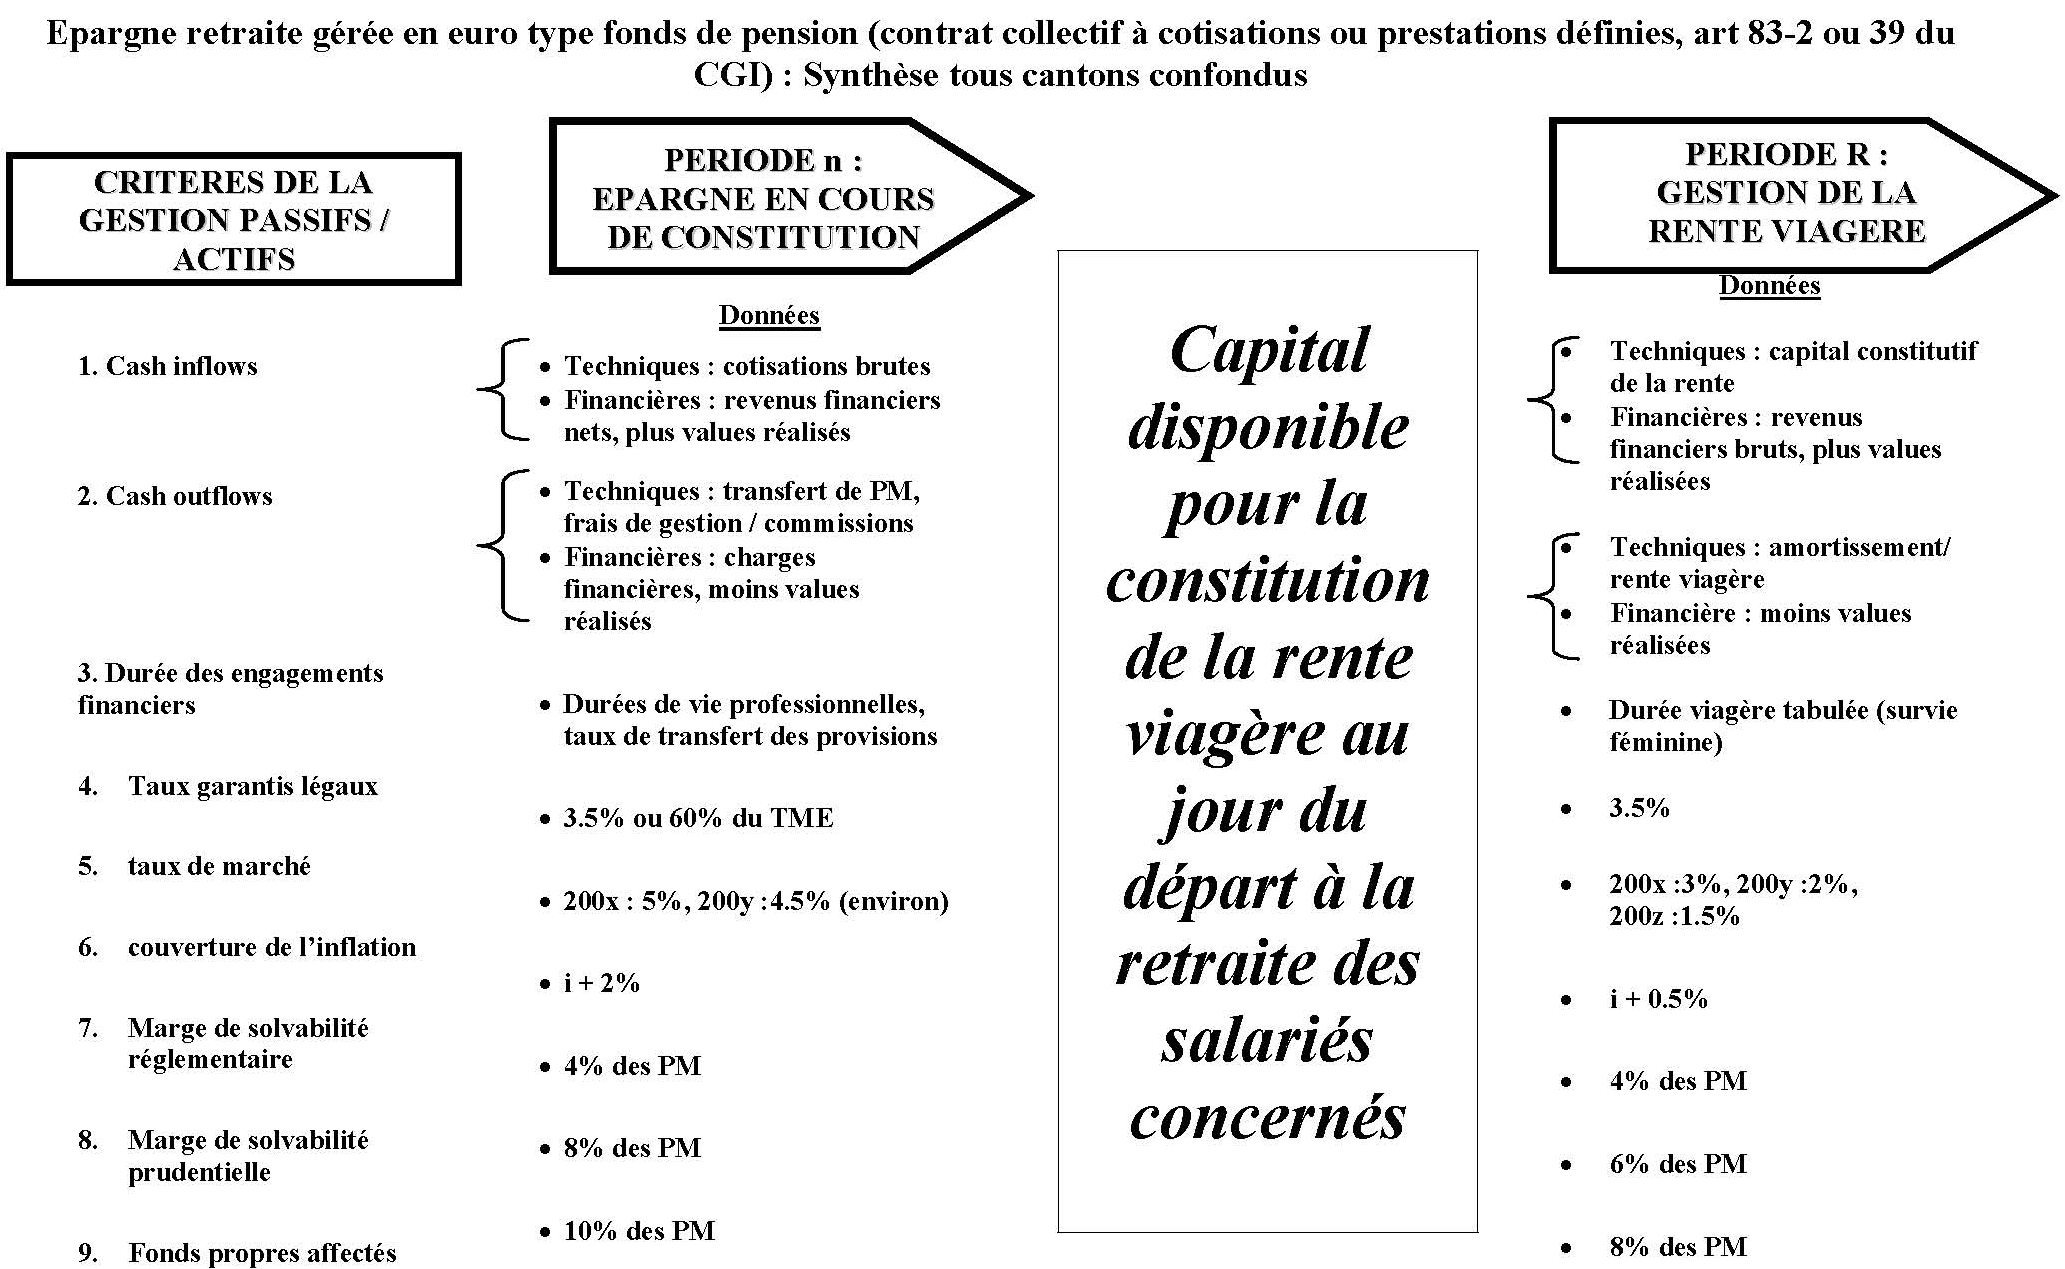 Epargne retraite gérée en euro type fonds de pension (contrat collectif à cotisations ou prestations définies, art 83-2 ou 39 du
CGI) : Synthèse tous cantons confondus
CRITERES DE LA
GESTION PASSIFS /
ACTIFS
1. Cash inflows
2. Cash outflows
3. Durée des engagements
financiers
4. Taux garantis légaux
5. taux de marché
6. couverture de l’inflation
7. Marge de solvabilité
réglementaire
8. Marge de solvabilité
prudentielle
9. Fonds propres affectés
PERIODE n :
EPARGNE EN COURS
DE CONSTITUTION
Données
• Techniques : cotisations brutes
• Financières : revenus financiers
nets, plus values réalisés
• Techniques : transfert de PM,
frais de gestion / commissions
• Financières : charges
financières, moins values
réalisés
• Durées de vie professionnelles,
taux de transfert des provisions
• 3.5% ou 60% du TME
• 200x : 5%, 200y :4.5% (environ)
• i + 2%
• 4% des PM
• 8% des PM
• 10% des PM
Capital
disponible
pour la
constitution
de la rente
viagère au
jour du
départ à la
retraite des
salariés
concernés
PERIODE R :
GESTION DE LA
RENTE VIAGERE
Données
• Techniques : capital constitutif
de la rente
• Financières : revenus
financiers bruts, plus values
réalisées
• Techniques : amortissement/
rente viagère
• Financière : moins values
réalisées
• Durée viagère tabulée (survie
féminine)
• 3.5%
• 200x :3%, 200y :2%,
200z :1.5%
• i + 0.5%
• 4% des PM
• 6% des PM
• 8% des PM